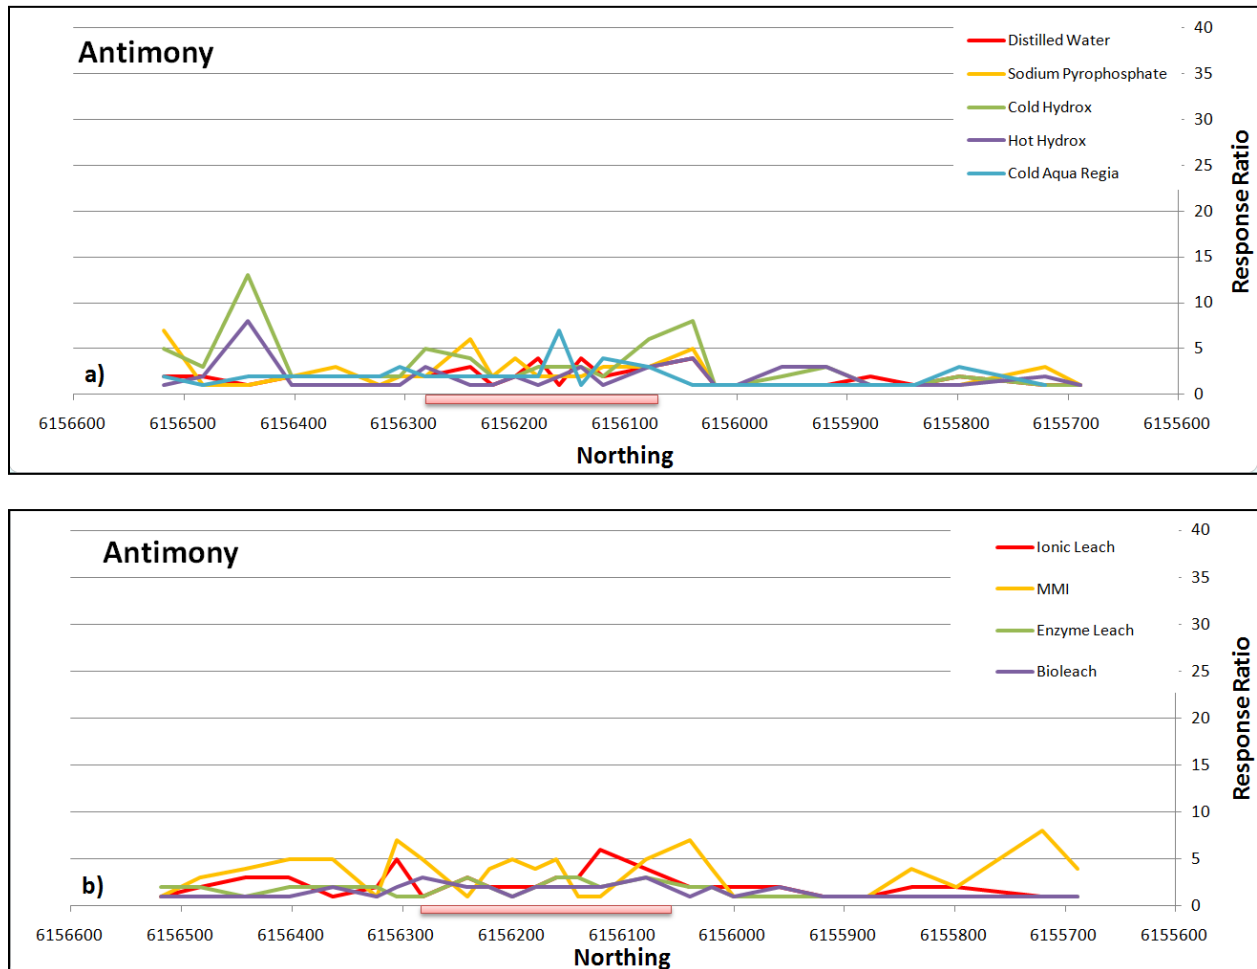 Antimony
Distilled Water
Sodium Pyrophosphate
Cold Hydrox
Hot Hydrox
Cold Aqua Regia
40
35
30
25
20
15
10
5
0
Response Ratio
a)
6156600 6156500 6156400 6156300 6156200 6156100 6156000 6155900 6155800 6155700 6155600
Northing
Antimony
Ionic Leach
MMI
Enzyme Leach
Bioleach
40
35
30
25
20
15
10
5
0
Response Ratio
b)
6156600 6156500 6156400 6156300 6156200 6156100 6156000 6155900 6155800 6155700 6155600
Northing